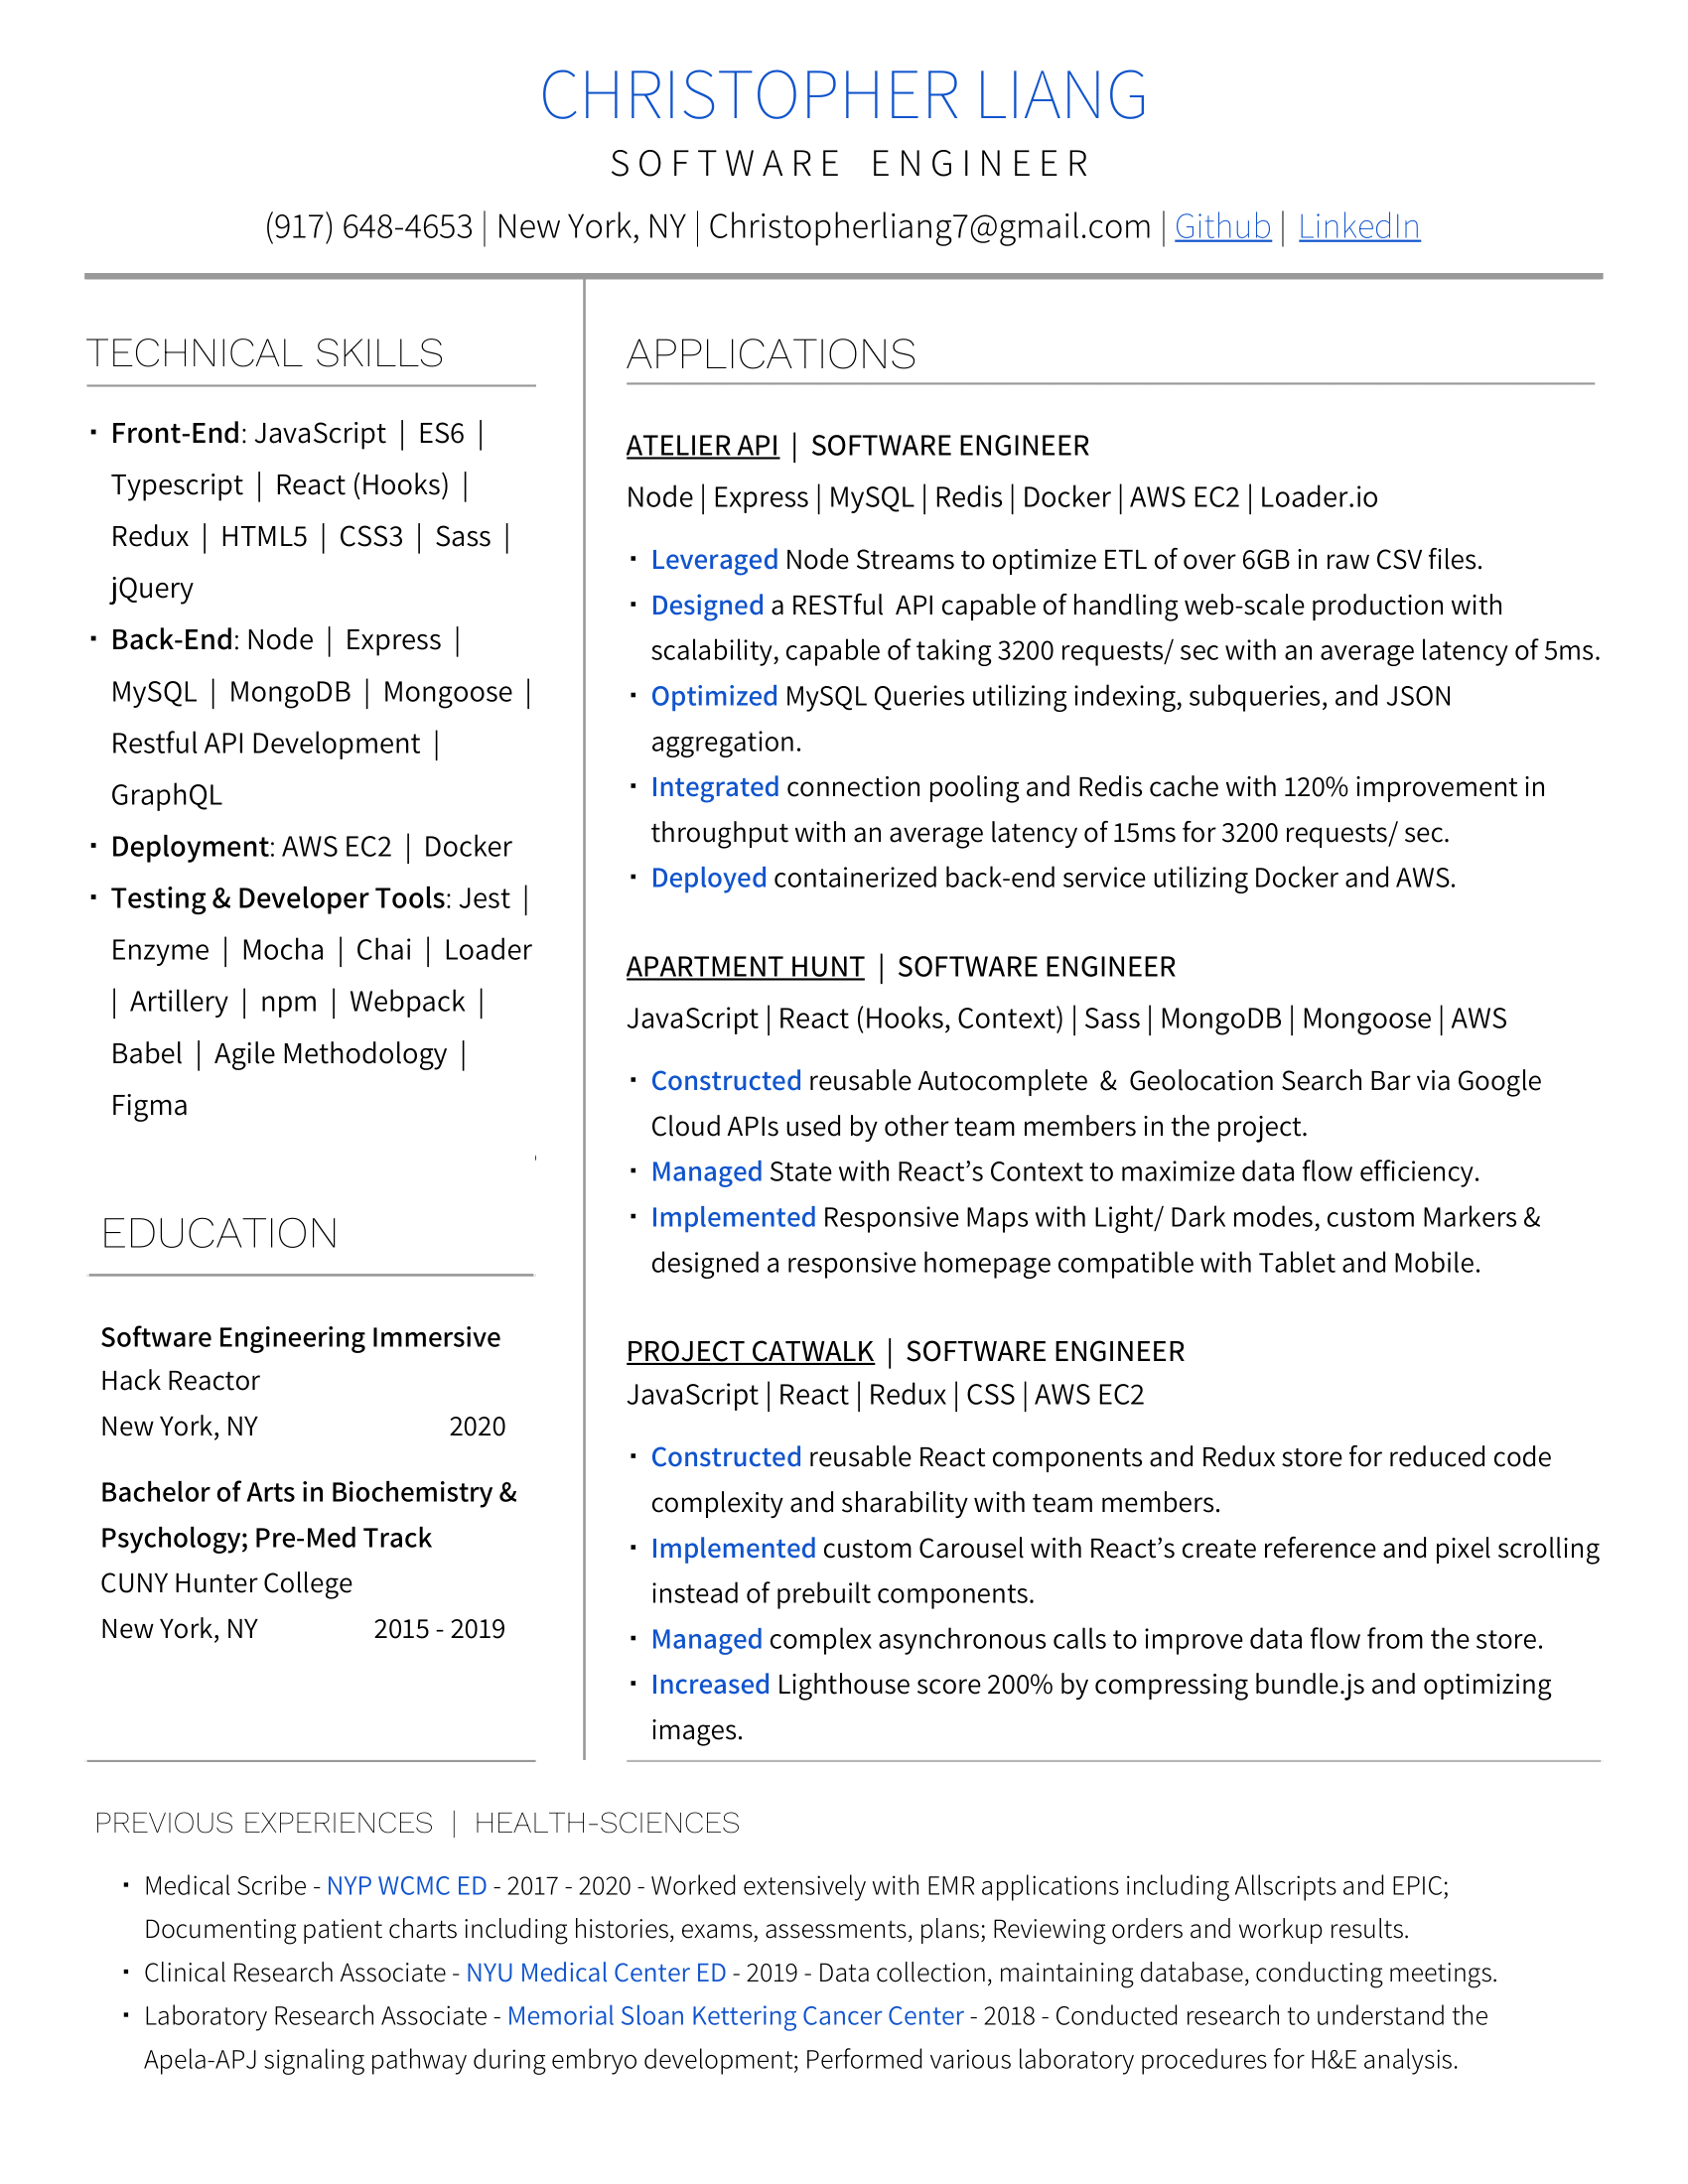 CHRISTOPHER LIANG
SOFTWARE ENGINEER
(917) 648-4653 | New York, NY | Christopherliang7@gmail.com | Github | LinkedIn
TECHNICAL SKILLS
▪ Front-End: JavaScript | ES6 |
Typescript | React (Hooks) |
Redux | HTML5 | CSS3 | Sass |
jQuery
▪ Back-End: Node | Express |
MySQL | MongoDB | Mongoose |
Restful API Development |
GraphQL
▪ Deployment: AWS EC2 | Docker
▪ Testing & Developer Tools: Jest |
Enzyme | Mocha | Chai | Loader
| Artillery | npm | Webpack |
Babel | Agile Methodology |
Figma
EDUCATION
Software Engineering Immersive
Hack Reactor
New York, NY 2020
Bachelor of Arts in Biochemistry &
Psychology; Pre-Med Track
CUNY Hunter College
New York, NY 2015 - 2019
APPLICATIONS
ATELIER API | SOFTWARE ENGINEER
Node | Express | MySQL | Redis | Docker | AWS EC2 | Loader.io
▪ Leveraged Node Streams to optimize ETL of over 6GB in raw CSV files.
▪ Designed a RESTful API capable of handling web-scale production with
scalability, capable of taking 3200 requests/ sec with an average latency of 5ms.
▪ Optimized MySQL Queries utilizing indexing, subqueries, and JSON
aggregation.
▪ Integrated connection pooling and Redis cache with 120% improvement in
throughput with an average latency of 15ms for 3200 requests/ sec.
▪ Deployed containerized back-end service utilizing Docker and AWS.
APARTMENT HUNT | SOFTWARE ENGINEER
JavaScript | React (Hooks, Context) | Sass | MongoDB | Mongoose | AWS
▪ Constructed reusable Autocomplete & Geolocation Search Bar via Google
Cloud APIs used by other team members in the project.
▪ Managed State with React’s Context to maximize data flow efficiency.
▪ Implemented Responsive Maps with Light/ Dark modes, custom Markers &
designed a responsive homepage compatible with Tablet and Mobile.
PROJECT CATWALK | SOFTWARE ENGINEER
JavaScript | React | Redux | CSS | AWS EC2
▪ Constructed reusable React components and Redux store for reduced code
complexity and sharability with team members.
▪ Implemented custom Carousel with React’s create reference and pixel scrolling
instead of prebuilt components.
▪ Managed complex asynchronous calls to improve data flow from the store.
▪ Increased Lighthouse score 200% by compressing bundle.js and optimizing
images.
PREVIOUS EXPERIENCES | HEALTH-SCIENCES
▪ Medical Scribe - NYP WCMC ED - 2017 - 2020 - Worked extensively with EMR applications including Allscripts and EPIC;
Documenting patient charts including histories, exams, assessments, plans; Reviewing orders and workup results.
▪ Clinical Research Associate - NYU Medical Center ED - 2019 - Data collection, maintaining database, conducting meetings.
▪ Laboratory Research Associate - Memorial Sloan Kettering Cancer Center - 2018 - Conducted research to understand the
Apela-APJ signaling pathway during embryo development; Performed various laboratory procedures for H&E analysis.